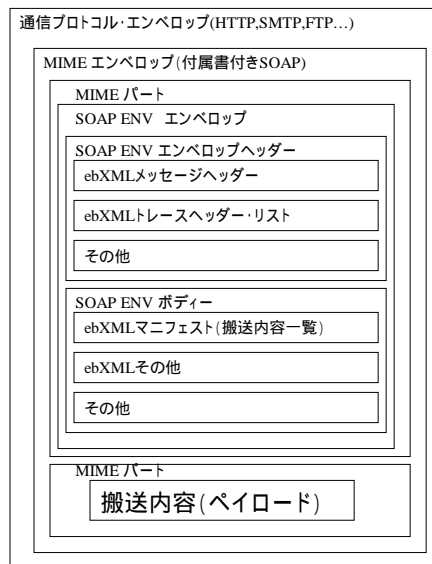 通信プロトコル・エンベロップ(HTTP,SMTP,FTP…)
MIME エンベロップ(付属書付きSOAP)
MIME パート
SOAP ENV エンベロップ
SOAP ENV エンベロップヘッダー
ebXMLメッセージヘッダー
ebXMLトレースヘッダー・リスト
その他
SOAP ENV ボディー
ebXMLマニフェスト(搬送内容一覧)
ebXMLその他
その他
MIME パート
搬送内容(ペイロード)